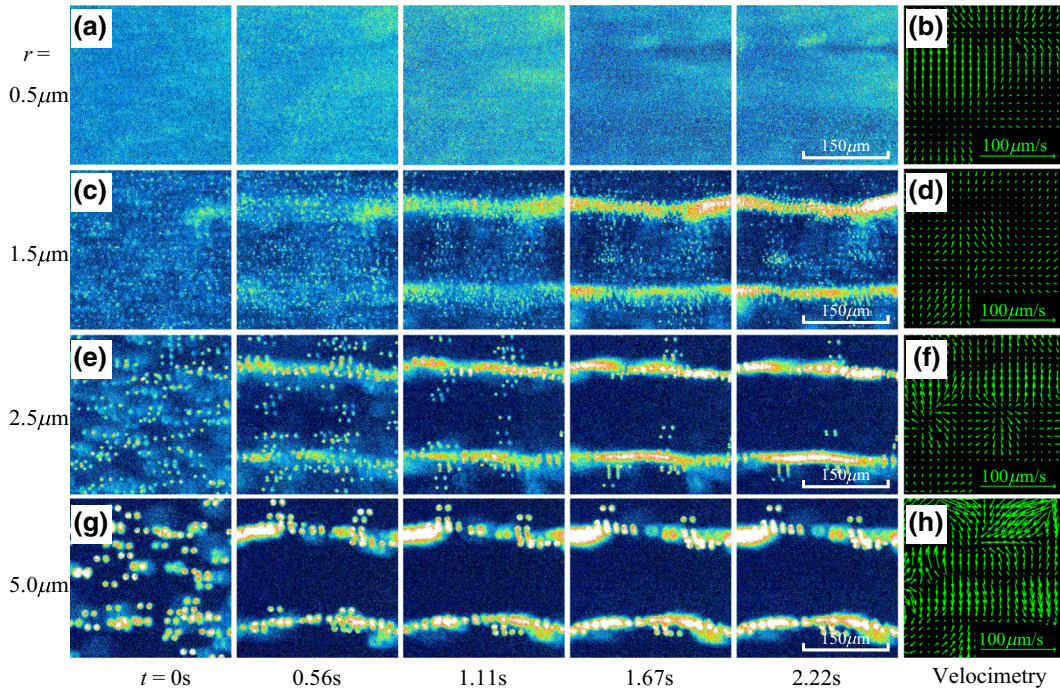 (a)
(b)
r =
0.5μm
150μm
100μm/s
(c)
(d)
1.5μm
150μm
100μm/s
(e)
(f)
2.5μm
150μm
100μm/s
(g)
(h)
5.0μm
150μm
100μm/s
t = 0s 0.56s 1.11s 1.67s 2.22s Velocimetry